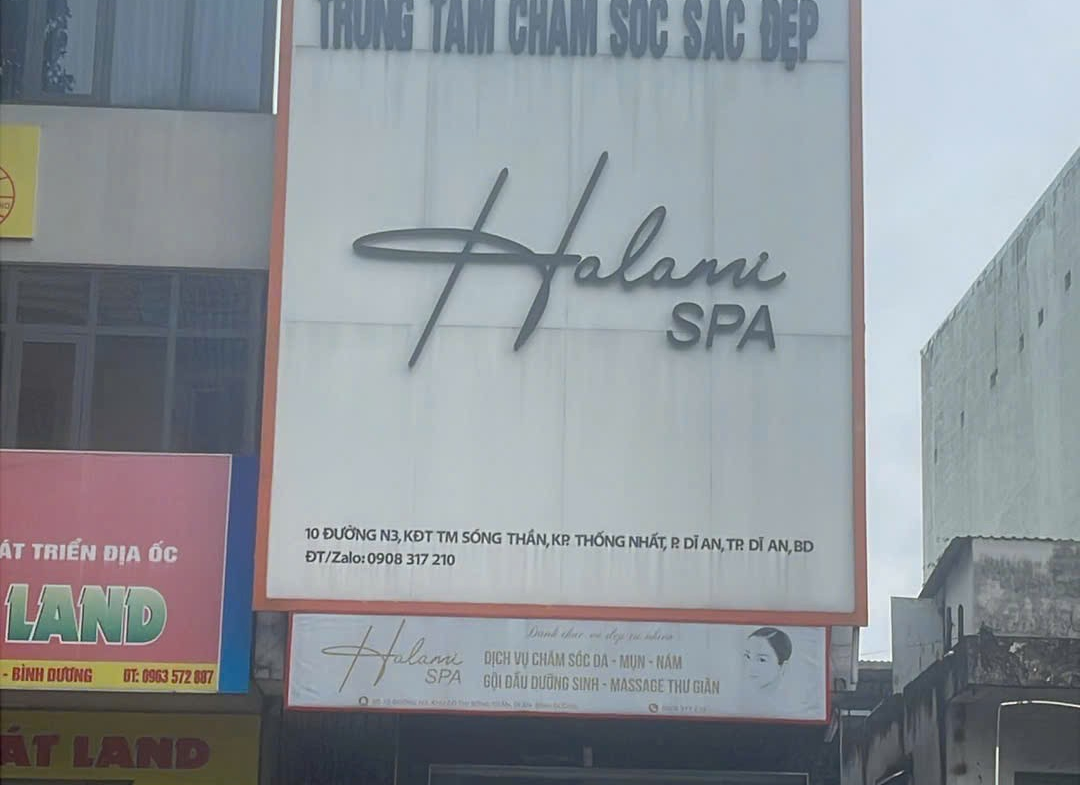 TRUNG TÂM CHĂM SÓC SẮC ĐẸP
Halami
SPA
10 ĐƯỜNG N3, KĐT TM SÓNG THẦN, KP. THỐNG NHẤT, P. DĨ AN, TP. DĨ AN, BD
ĐT/Zalo: 0908 317 210
Halami
SPA
DỊCH VỤ CHĂM SÓC DA - MỤN - NÁM
GỘI ĐẦU DƯỠNG SINH - MASSAGE THƯ GIÃN
ÁT TRIỂN ĐỊA ỐC
LAND
- BÌNH DƯƠNG ĐT: 0963 572 887
ÁT LAND